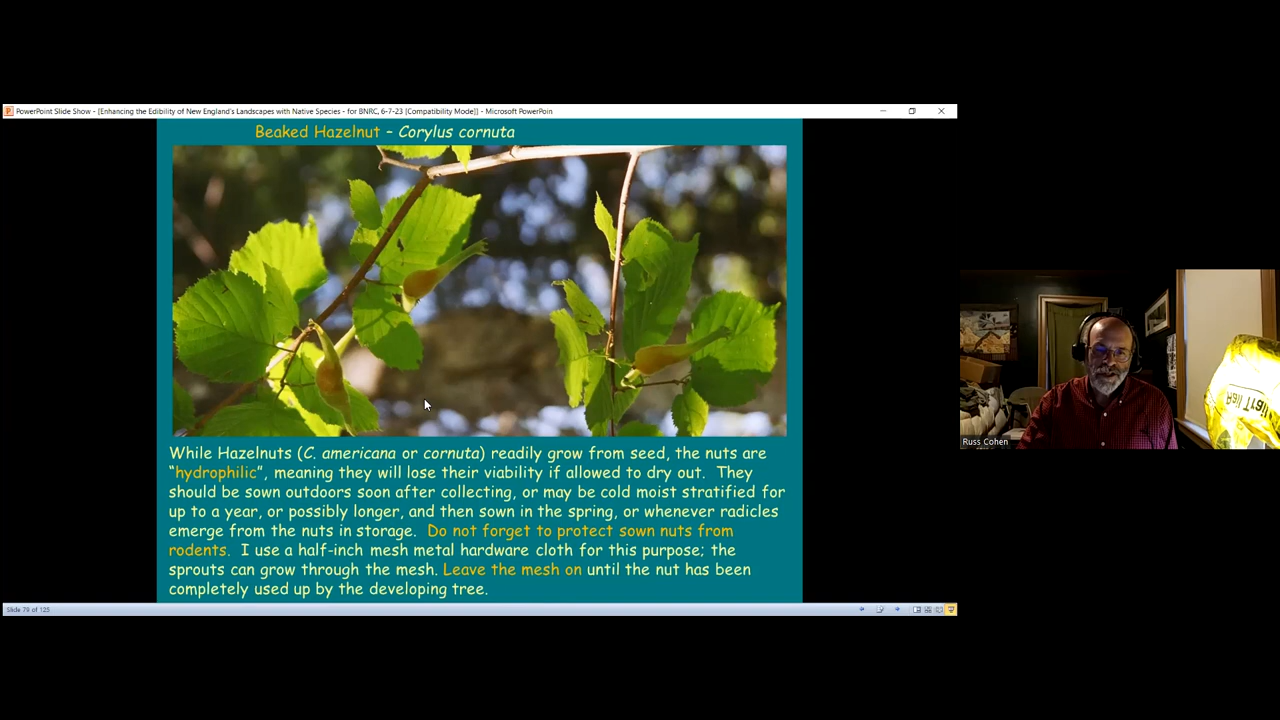 PowerPoint Slide Show - [Enhancing the Edibility of New England's Landscapes with Native Species - for BNRC, 6-7-23 [Compatibility Mode]] - Microsoft PowerPoin
Beaked Hazelnut – Corylus cornuta
While Hazelnuts (C. americana or cornuta) readily grow from seed, the nuts are
"hydrophilic", meaning they will lose their viability if allowed to dry out. They
should be sown outdoors soon after collecting, or may be cold moist stratified for
up to a year, or possibly longer, and then sown in the spring, or whenever radicles
emerge from the nuts in storage. Do not forget to protect sown nuts from
rodents. I use a half-inch mesh metal hardware cloth for this purpose; the
sprouts can grow through the mesh. Leave the mesh on until the nut has been
completely used up by the developing tree.
Slide 79 of 125
Russ Cohen